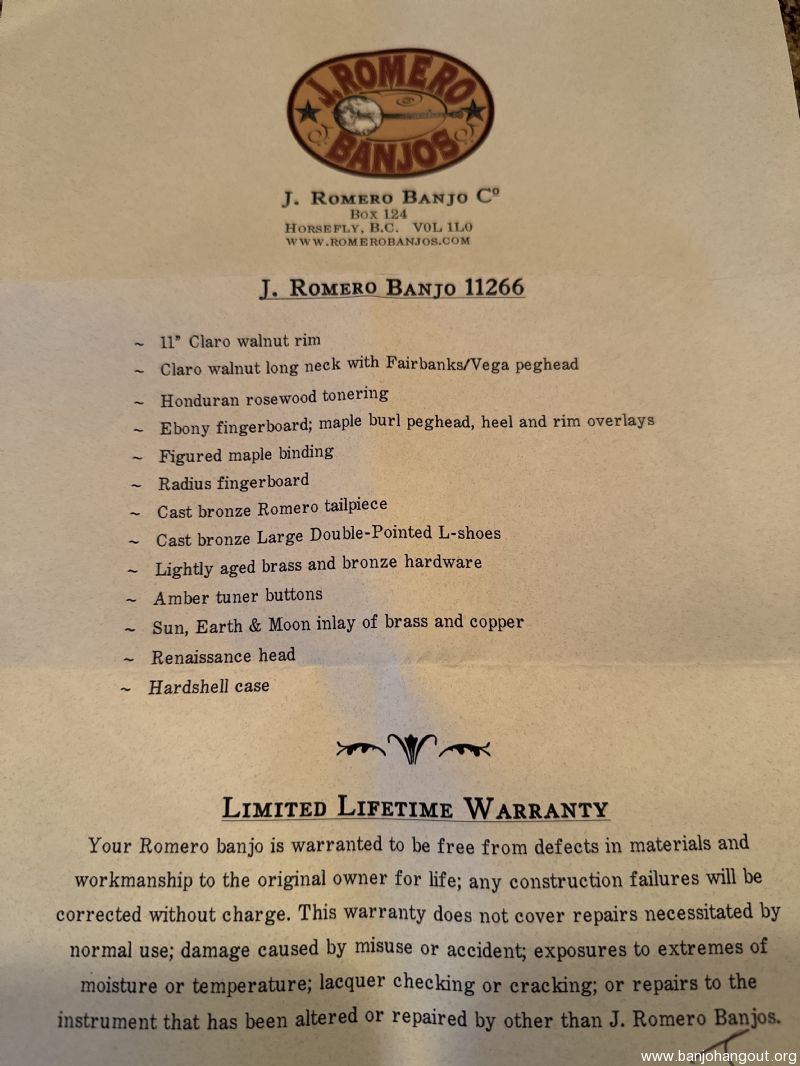 J. ROMERO
BANJOS
J. ROMERO BANJO Cº
BOX 124
HORSEFLY, B.C. V0L 1L0
WWW.ROMEROBANJOS.COM
J. ROMERO BANJO 11266
~ 11" Claro walnut rim
~ Claro walnut long neck with Fairbanks/Vega peghead
~ Honduran rosewood tonering
~ Ebony fingerboard; maple burl peghead, heel and rim overlays
~ Figured maple binding
~ Radius fingerboard
~ Cast bronze Romero tailpiece
~ Cast bronze Large Double-Pointed L-shoes
~ Lightly aged brass and bronze hardware
~ Amber tuner buttons
~ Sun, Earth & Moon inlay of brass and copper
~ Renaissance head
~ Hardshell case
LIMITED LIFETIME WARRANTY
Your Romero banjo is warranted to be free from defects in materials and
workmanship to the original owner for life; any construction failures will be
corrected without charge. This warranty does not cover repairs necessitated by
normal use; damage caused by misuse or accident; exposures to extremes of
moisture or temperature; lacquer checking or cracking; or repairs to the
instrument that has been altered or repaired by other than J. Romero Banjos.
www.banjohangout.org